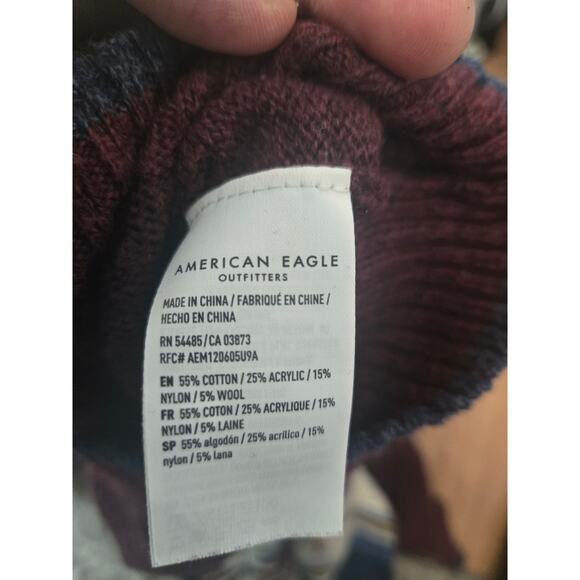 AMERICAN EAGLE
OUTFITTERS
MADE IN CHINA / FABRIQUÉ EN CHINE /
HECHO EN CHINA
RN 54485/CA 03873
RFC# AEM120605U9A
EN 55% COTTON / 25% ACRYLIC / 15%
NYLON / 5% WOOL
FR 55% COTON / 25% ACRYLIQUE / 15%
NYLON / 5% LAINE
SP 55% algodón / 25% acrílico / 15%
nylon / 5% lana